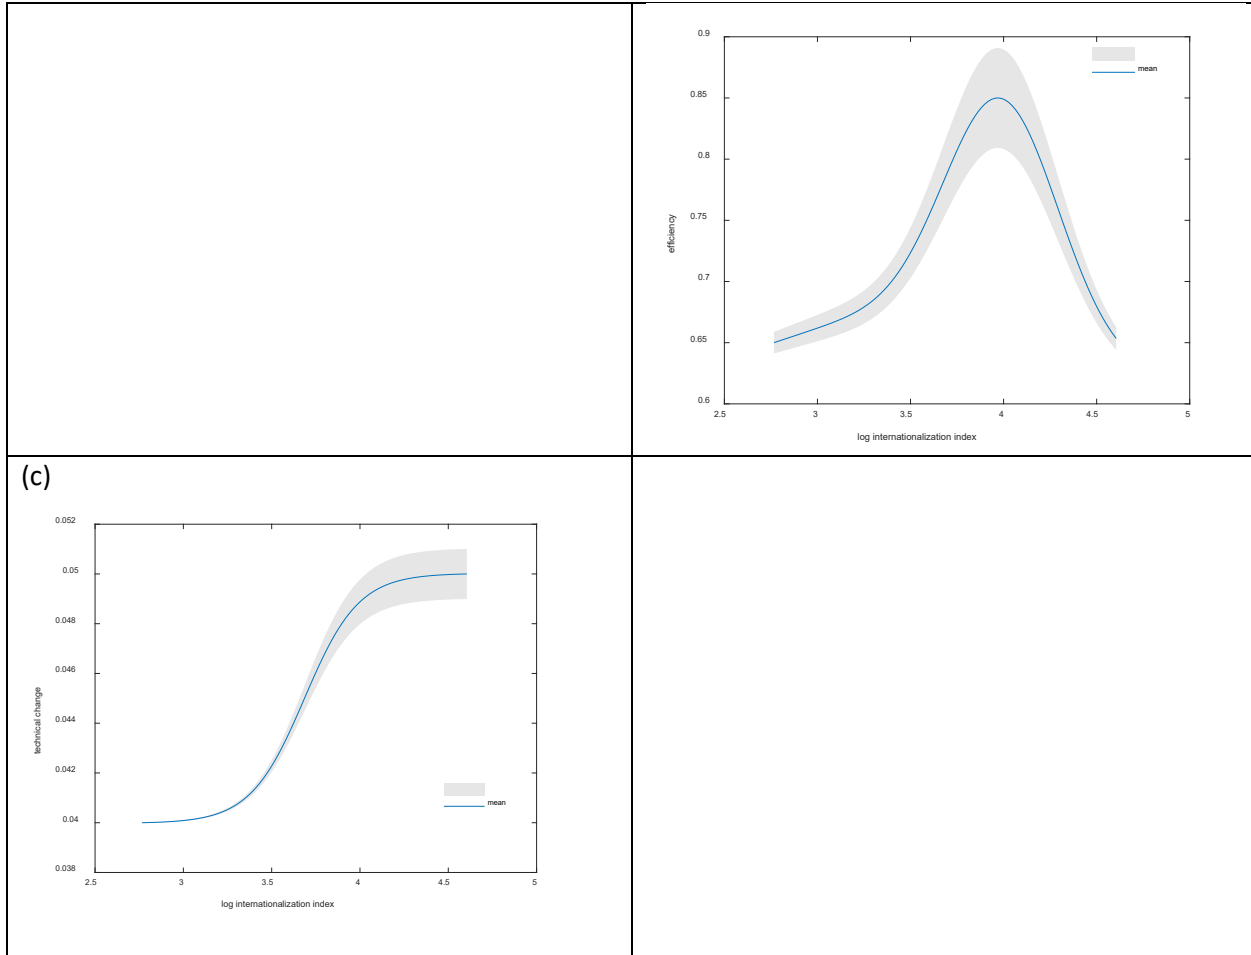 0.9
0.85
0.8
0.75
0.7
0.65
0.6
efficiency
mean
2.5 3 3.5 4 4.5 5
log internationalization index
(c)
0.052
0.05
0.048
0.046
0.044
0.042
0.04
0.038
technical change
mean
2.5 3 3.5 4 4.5 5
log internationalization index